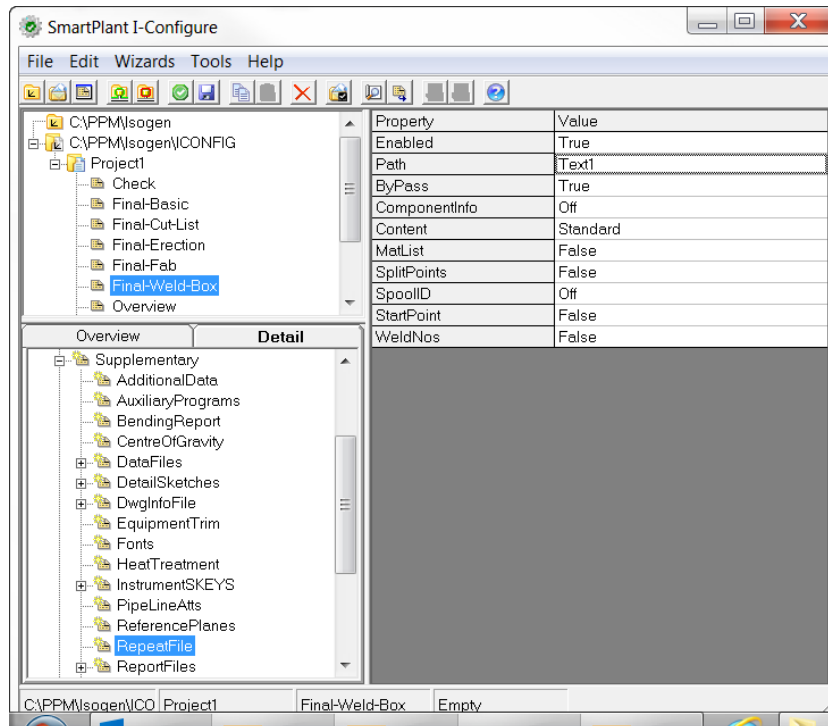 SmartPlant I-Configure
File Edit Wizards Tools Help
C:\PPM\Isogen
C:\PPM\Isogen\ICONFIG
Project1
Check
Final-Basic
Final-Cut-List
Final-Erection
Final-Fab
Final-Weld-Box
Overview
Overview Detail
Supplementary
AdditionalData
AuxiliaryPrograms
BendingReport
CentreOfGravity
DataFiles
DetailSketches
DwgInfoFile
EquipmentTrim
Fonts
HeatTreatment
InstrumentSKEYS
PipeLineAtts
ReferencePlanes
RepeatFile
ReportFiles
Property Value
Enabled True
Path Text1
ByPass True
ComponentInfo Off
Content Standard
MatList False
SplitPoints False
SpoolID Off
StartPoint False
WeldNos False
C:\PPM\Isogen\ICO Project1 Final-Weld-Box Empty